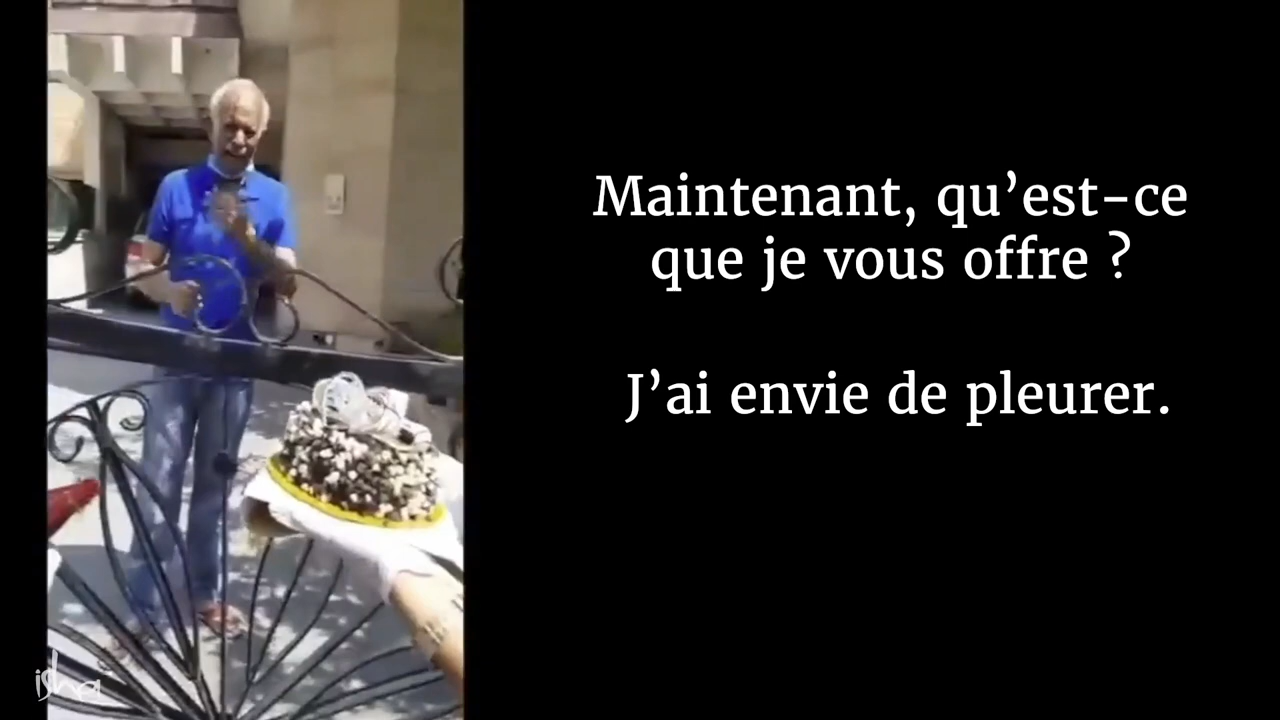 Maintenant, qu’est-ce
que je vous offre ?
J’ai envie de pleurer.
isha